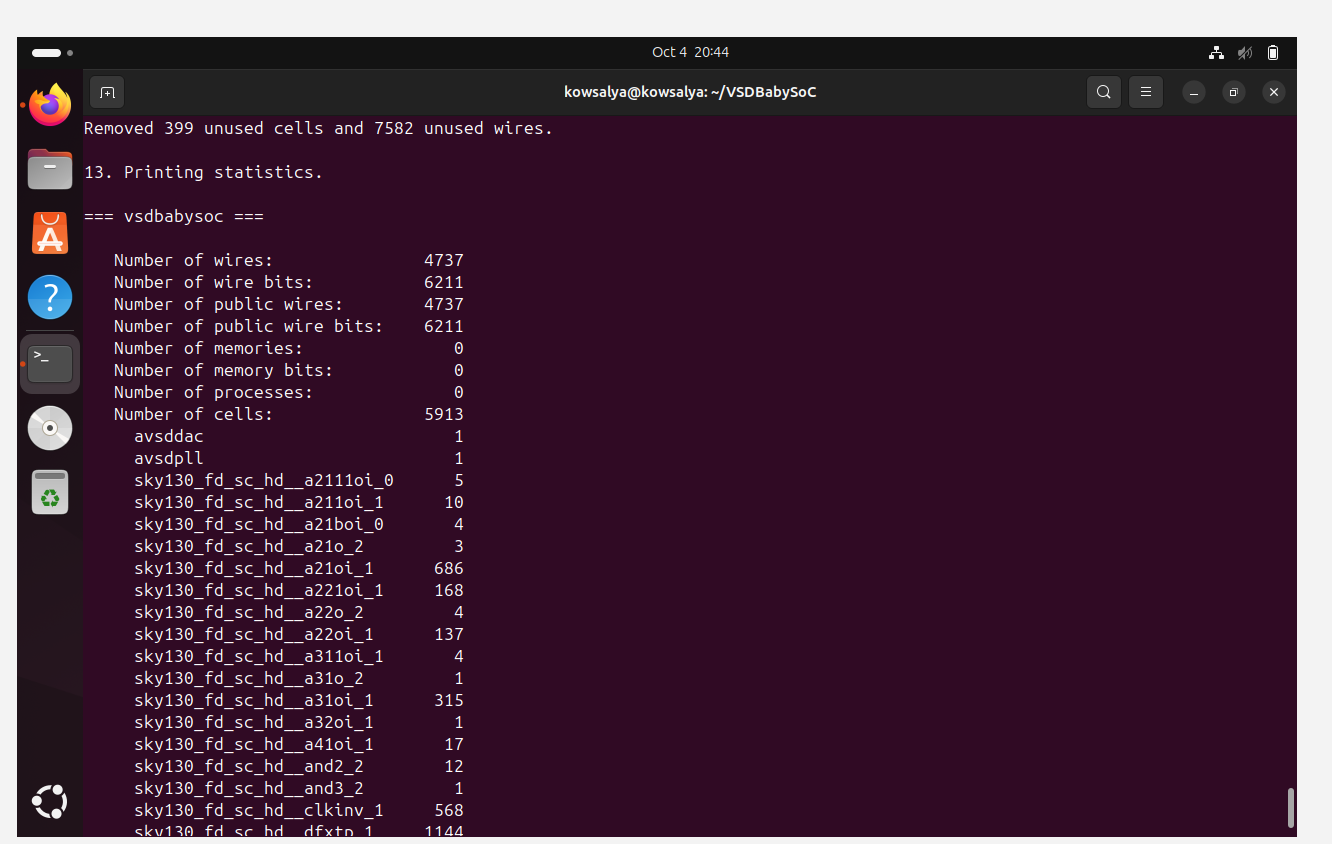 Oct 4 20:44
kowsalya@kowsalya: ~/VSDBabySoC
Removed 399 unused cells and 7582 unused wires.
13. Printing statistics.
=== vsdbabysoc ===
Number of wires: 4737
Number of wire bits: 6211
Number of public wires: 4737
Number of public wire bits: 6211
Number of memories: 0
Number of memory bits: 0
Number of processes: 0
Number of cells: 5913
avsddac 1
avsdpll 1
sky130_fd_sc_hd__a2111oi_0 5
sky130_fd_sc_hd__a211oi_1 10
sky130_fd_sc_hd__a21boi_0 4
sky130_fd_sc_hd__a21o_2 3
sky130_fd_sc_hd__a21oi_1 686
sky130_fd_sc_hd__a221oi_1 168
sky130_fd_sc_hd__a22o_2 4
sky130_fd_sc_hd__a22oi_1 137
sky130_fd_sc_hd__a311oi_1 4
sky130_fd_sc_hd__a31o_2 1
sky130_fd_sc_hd__a31oi_1 315
sky130_fd_sc_hd__a32oi_1 1
sky130_fd_sc_hd__a41oi_1 17
sky130_fd_sc_hd__and2_2 12
sky130_fd_sc_hd__and3_2 1
sky130_fd_sc_hd__clkinv_1 568
sky130_fd_sc_hd__dfxtp_1 1144